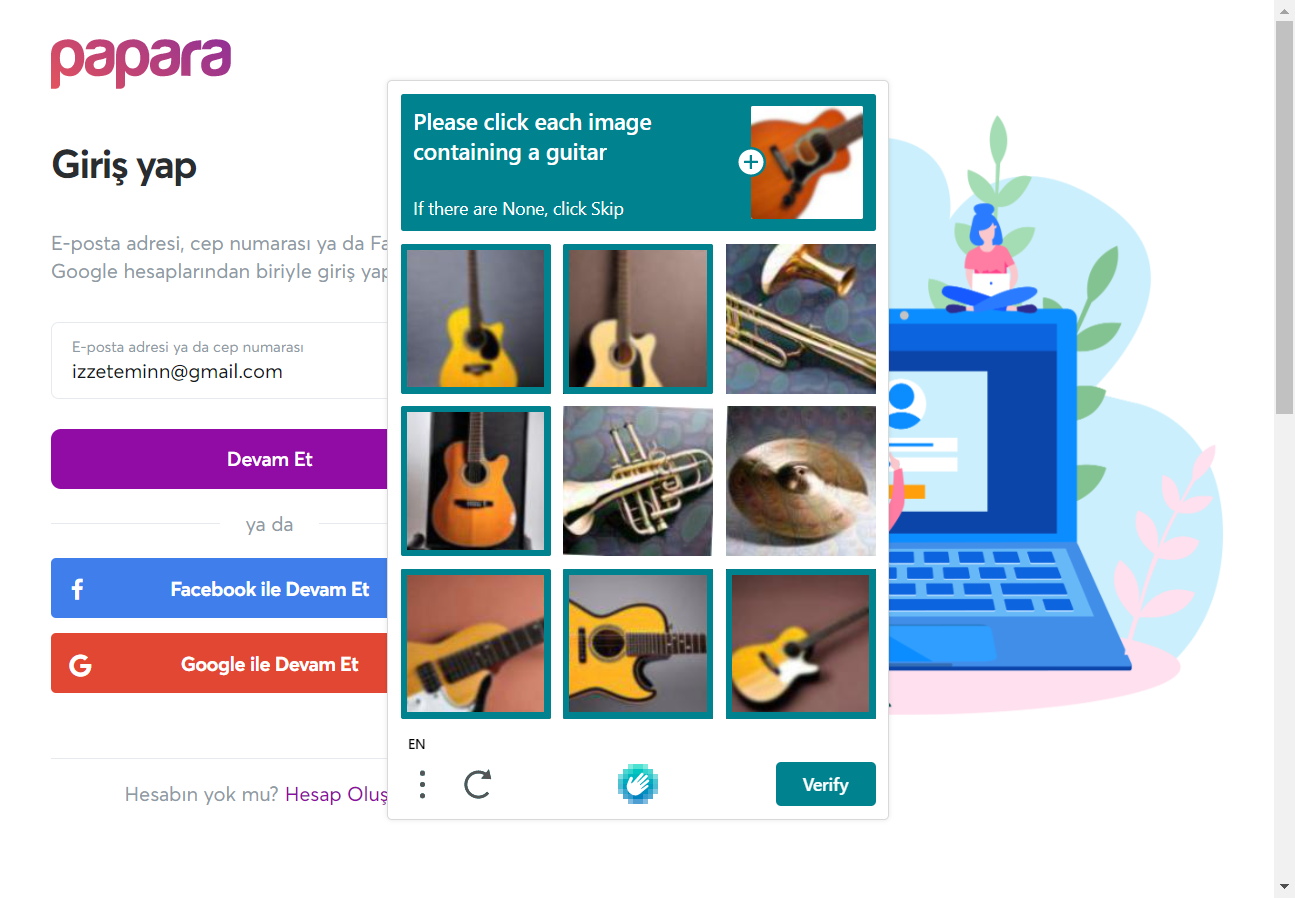 papara
Giriş yap
E-posta adresi, cep numarası ya da Fa
Google hesaplarından biriyle giriş yap
E-posta adresi ya da cep numarası
izzeteminn@gmail.com
Devam Et
ya da
f Facebook ile Devam Et
G Google ile Devam Et
Hesabın yok mu? Hesap Oluş
Please click each image
containing a guitar
If there are None, click Skip
EN
Verify